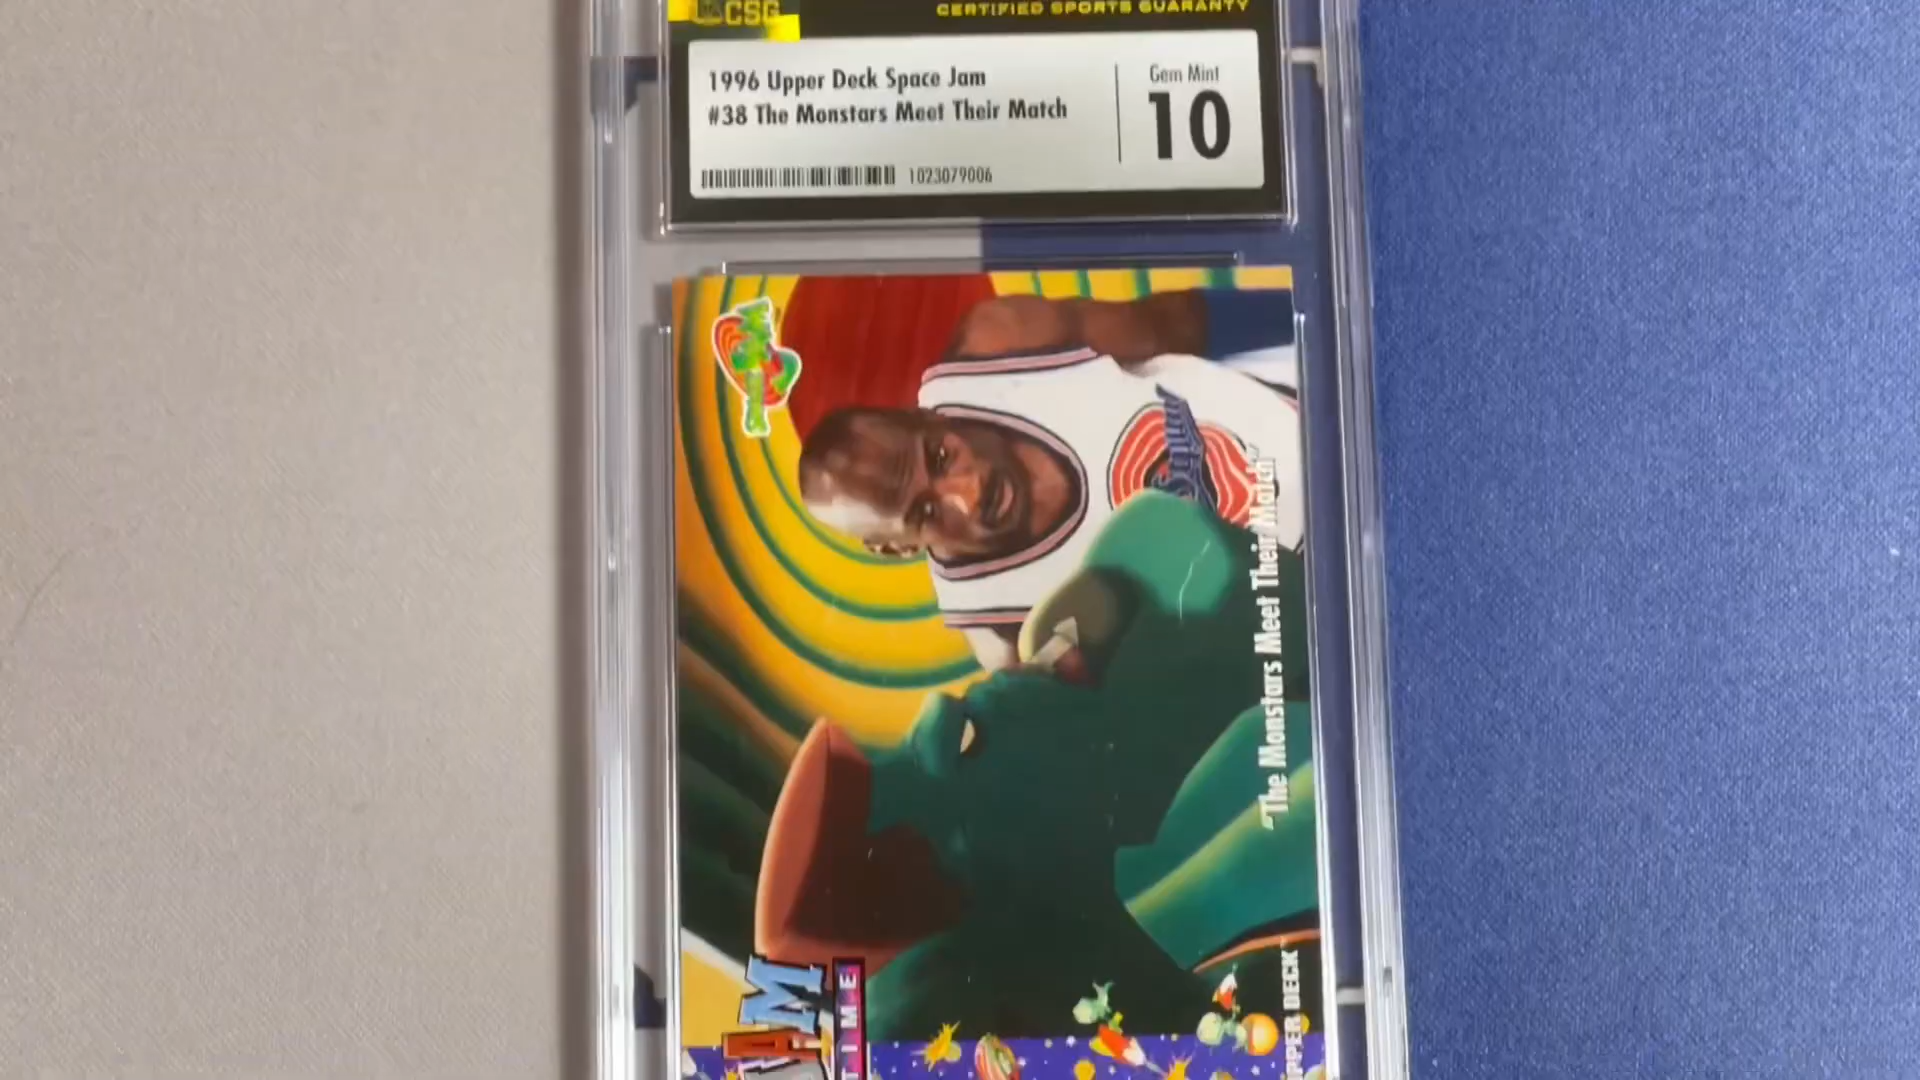 CSG
CERTIFIED SPORTS GUARANTY
1996 Upper Deck Space Jam
#38 The Monstars Meet Their Match
Gem Mint
10
1023079006
"The Monstars Meet Their Match"